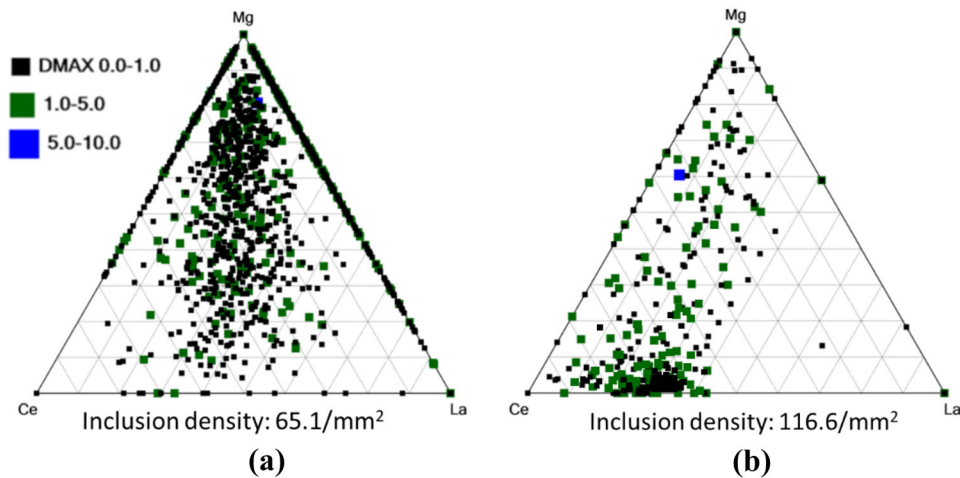 Mg
DMAX 0.0-1.0
1.0-5.0
5.0-10.0
Ce
La
Inclusion density: 65.1/mm²
(a)
Mg
Ce
La
Inclusion density: 116.6/mm²
(b)